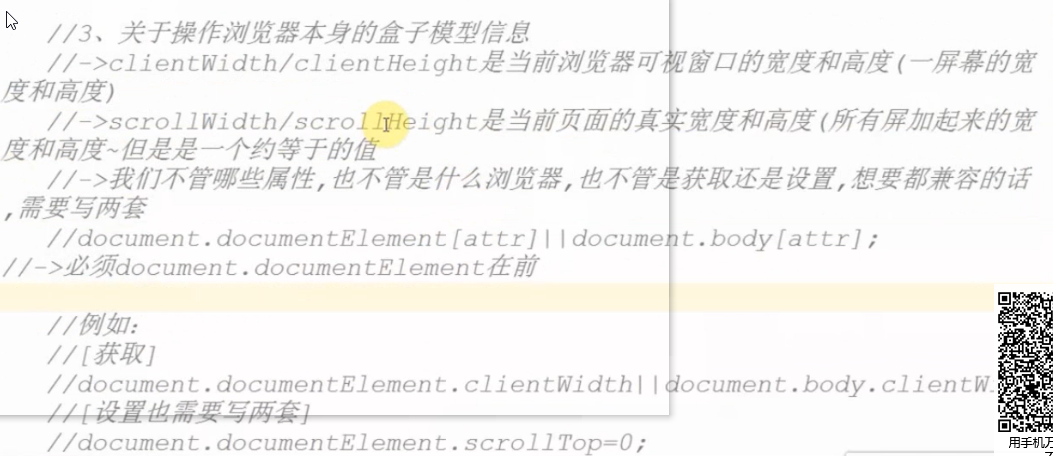 //3、关于操作浏览器本身的盒子模型信息
//->clientWidth/clientHeight是当前浏览器可视窗口的宽度和高度(一屏幕的宽
度和高度)
//->scrollWidth/scrollHeight是当前页面的真实宽度和高度(所有屏加起来的宽
度和高度~但是是一个约等于的值
//->我们不管哪些属性,也不管是什么浏览器,也不管是获取还是设置,想要都兼容的话
,需要写两套
//document.documentElement[attr]||document.body[attr];
//->必须document.documentElement在前
//例如:
//[获取]
//document.documentElement.clientWidth||document.body.clientW
//[设置也需要写两套]
//document.documentElement.scrollTop=0;
用手机万